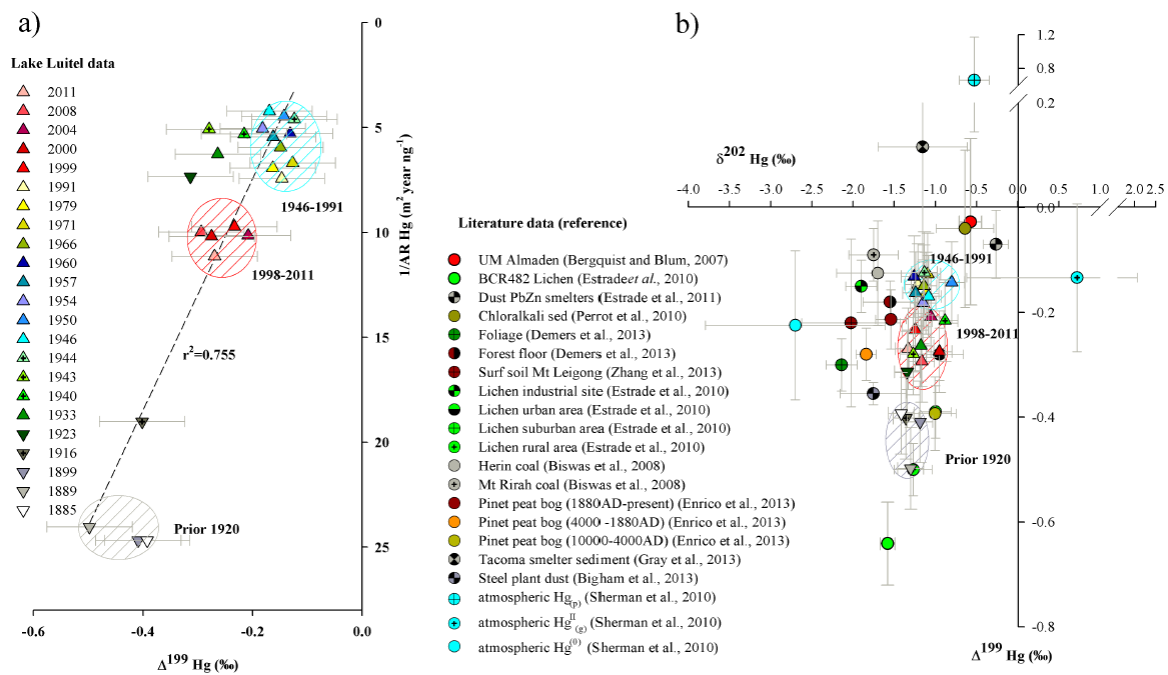 a)
Lake Luitel data
2011
2008
2004
2000
1999
1991
1979
1971
1966
1960
1957
1954
1950
1946
1944
1943
1940
1933
1923
1916
1899
1889
1885
0
5
10
15
20
25
1/AR Hg (m² year ng⁻¹)
1946-1991
1998-2011
r²=0.755
Prior 1920
-0.6
-0.4
-0.2
0.0
Δ¹⁹⁹ Hg (‰)
b)
1.2
0.8
0.2
δ²⁰² Hg (‰)
-4.0
-3.5
-3.0
-2.5
-2.0
-1.5
-1.0
-0.5
0.0
1.0
2.0
2.5
0.0
-0.2
-0.4
-0.6
-0.8
1946-1991
1998-2011
Prior 1920
Δ¹⁹⁹ Hg (‰)
Literature data (reference)
UM Almaden (Bergquist and Blum, 2007)
BCR482 Lichen (Estrade et al., 2010)
Dust PbZn smelters (Estrade et al., 2011)
Chloralkali sed (Perrot et al., 2010)
Foliage (Demers et al., 2013)
Forest floor (Demers et al., 2013)
Surf soil Mt Leigong (Zhang et al., 2013)
Lichen industrial site (Estrade et al., 2010)
Lichen urban area (Estrade et al., 2010)
Lichen suburban area (Estrade et al., 2010)
Lichen rural area (Estrade et al., 2010)
Herin coal (Biswas et al., 2008)
Mt Rirah coal (Biswas et al., 2008)
Pinet peat bog (1880AD-present) (Enrico et al., 2013)
Pinet peat bog (4000 -1880AD) (Enrico et al., 2013)
Pinet peat bog (10000-4000AD) (Enrico et al., 2013)
Tacoma smelter sediment (Gray et al., 2013)
Steel plant dust (Bigham et al., 2013)
atmospheric Hg(p) (Sherman et al., 2010)
atmospheric Hg^II(g) (Sherman et al., 2010)
atmospheric Hg⁽⁰⁾ (Sherman et al., 2010)